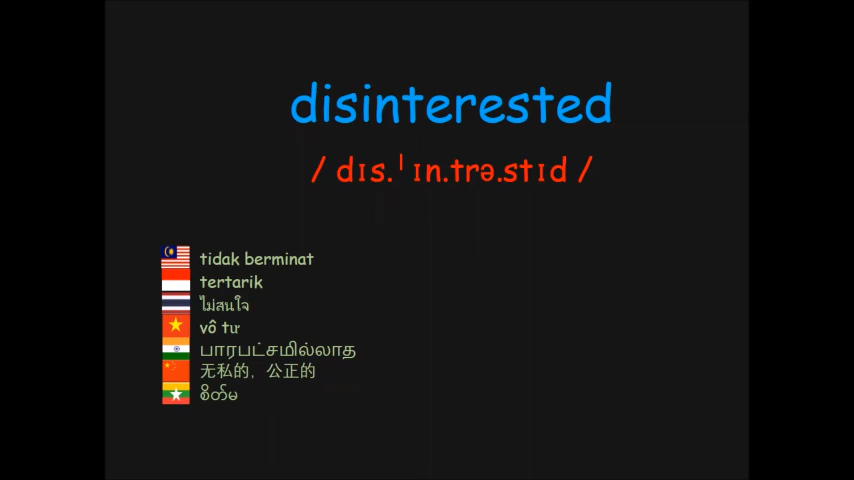 disinterested
/ dɪs.ˈɪn.trə.stɪd /
tidak berminat
tertarik
ไม่สนใจ
vô tư
பாரபட்சமில்லாத
无私的，公正的
စိတ်မ